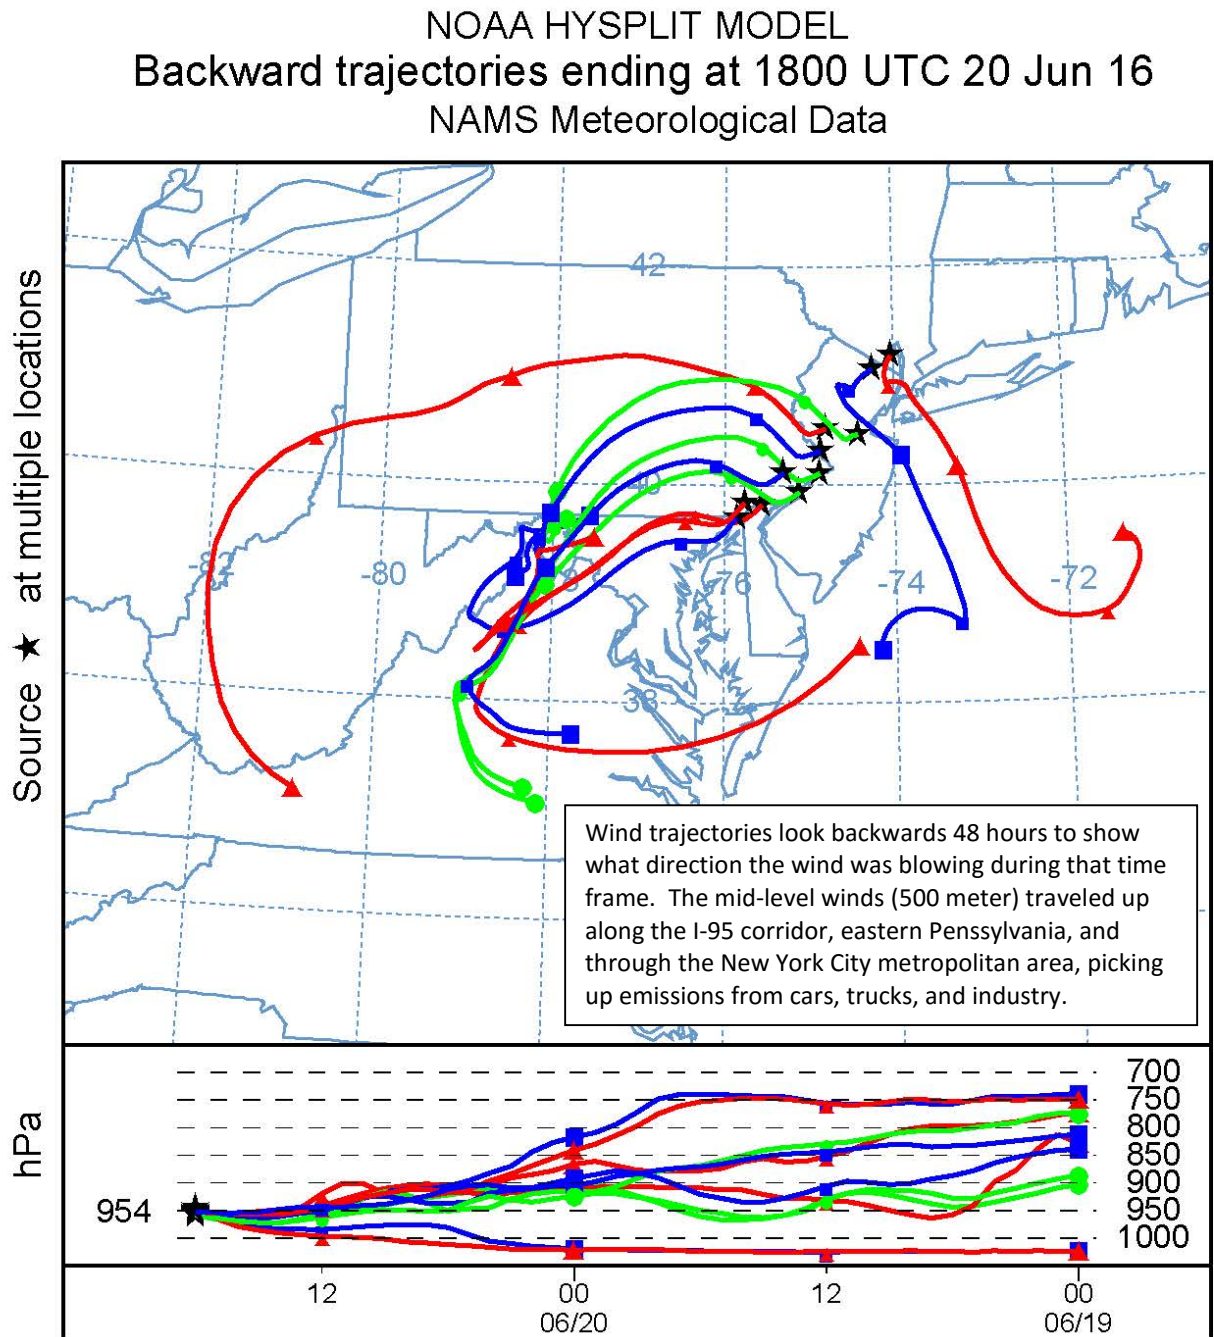 NOAA HYSPLIT MODEL
Backward trajectories ending at 1800 UTC 20 Jun 16
NAMS Meteorological Data
Source ★ at multiple locations
42
40
-82
-80
-78
-76
-74
-72
38
Wind trajectories look backwards 48 hours to show
what direction the wind was blowing during that time
frame. The mid-level winds (500 meter) traveled up
along the I-95 corridor, eastern Penssylvania, and
through the New York City metropolitan area, picking
up emissions from cars, trucks, and industry.
hPa
700
750
800
850
900
950
1000
954
12
00
12
00
06/20
06/19